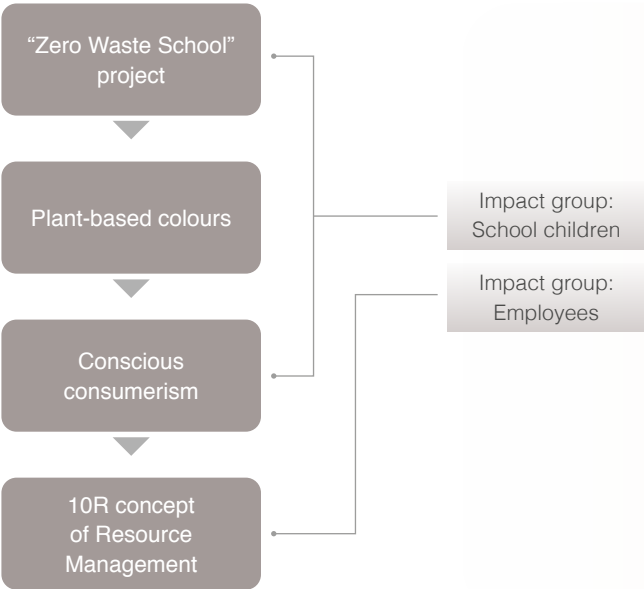 “Zero Waste School”
project
Plant-based colours
Conscious
consumerism
10R concept
of Resource
Management
Impact group:
School children
Impact group:
Employees